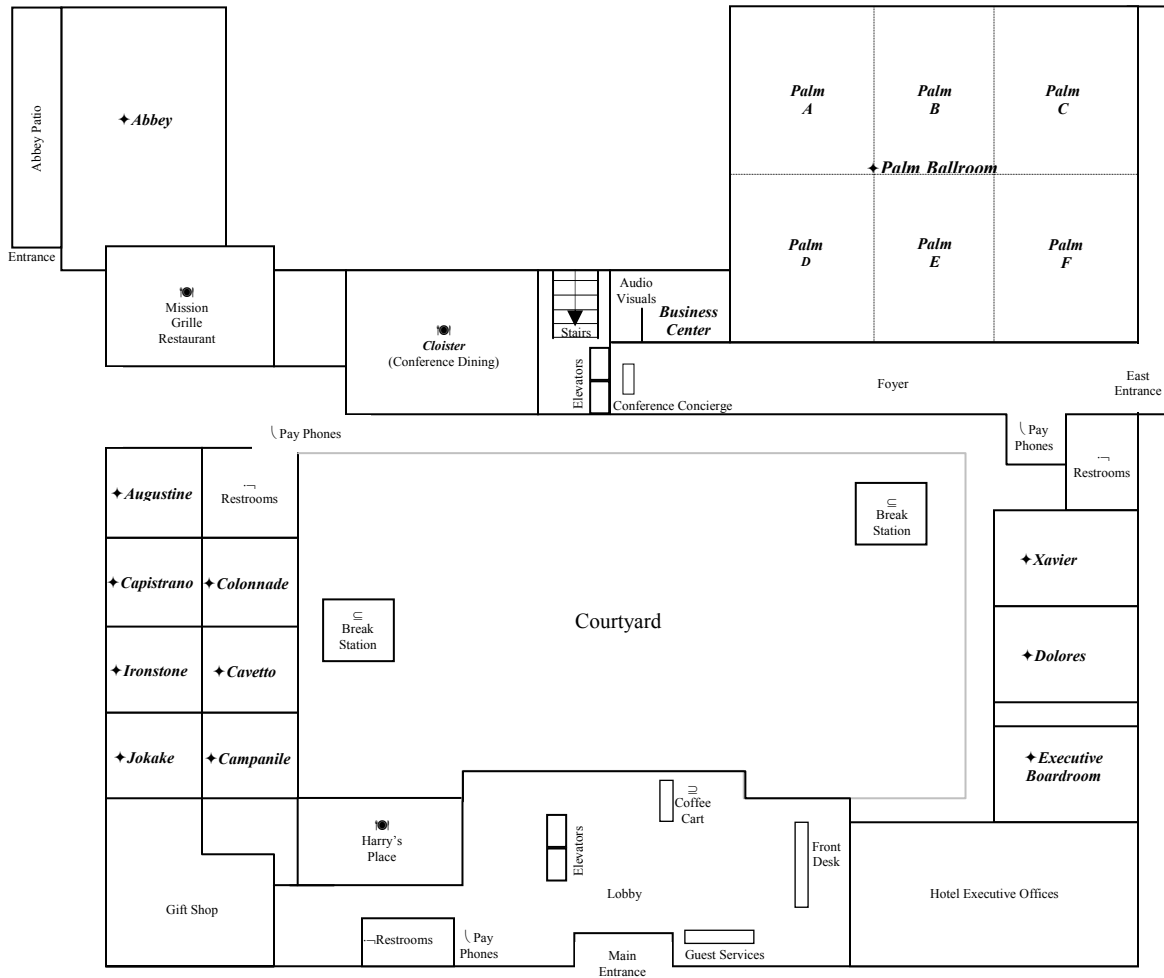 Abbey Patio
✦Abbey
Entrance
Palm
A
Palm
B
Palm
C
✦Palm Ballroom
Palm
D
Palm
E
Palm
F
Mission
Grille
Restaurant
Cloister
(Conference Dining)
Stairs
Audio
Visuals
Business
Center
Elevators
Conference Concierge
Foyer
East
Entrance
Pay Phones
Pay
Phones
Restrooms
✦Augustine
Restrooms
Break
Station
✦Xavier
✦Capistrano
✦Colonnade
Break
Station
Courtyard
✦Dolores
✦Ironstone
✦Cavetto
✦Jokake
✦Campanile
✦Executive
Boardroom
Coffee
Cart
Harry's
Place
Elevators
Front
Desk
Gift Shop
Lobby
Hotel Executive Offices
Restrooms
Pay
Phones
Main
Entrance
Guest Services